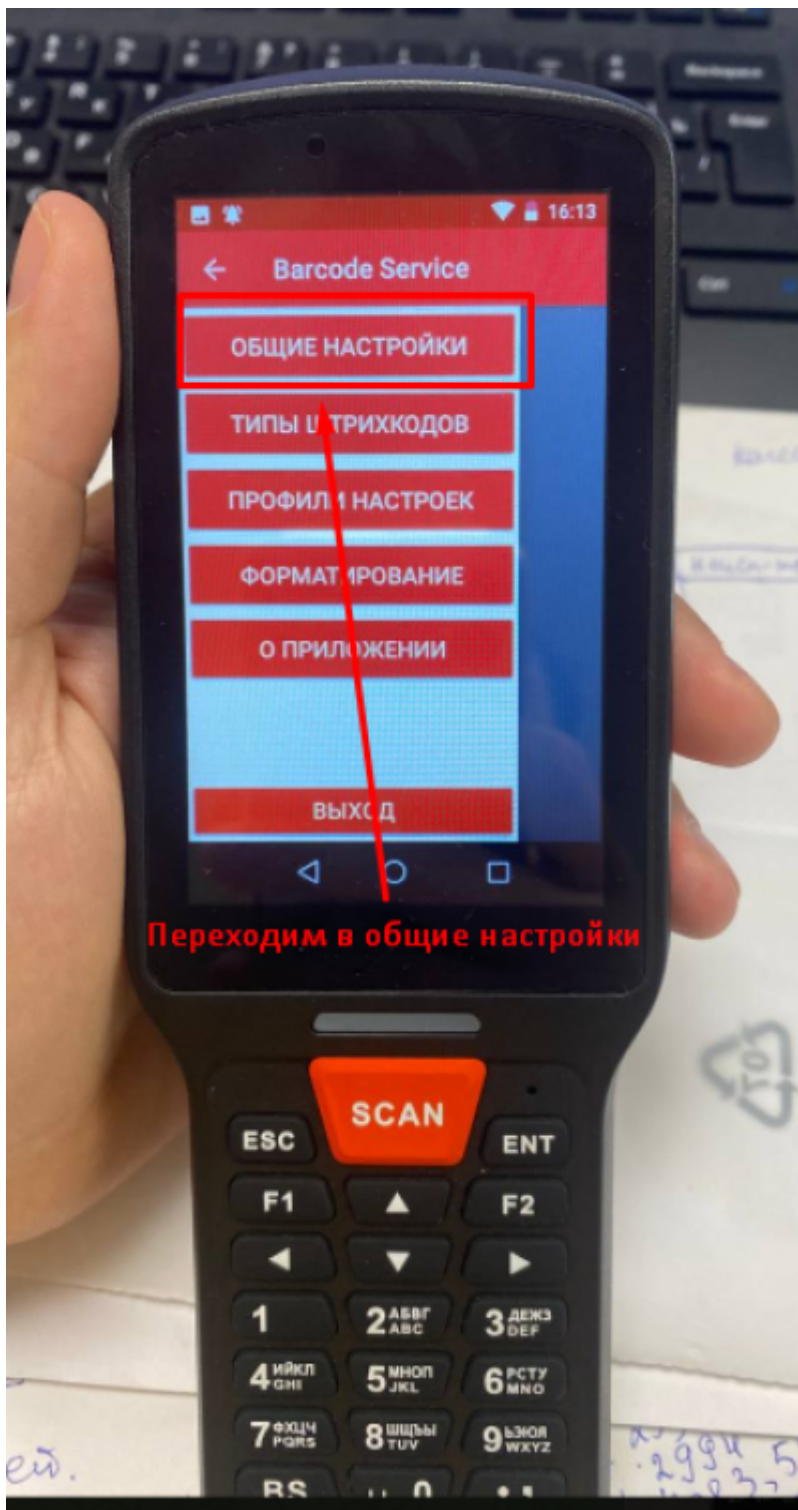 16:13
Barcode Service
ОБЩИЕ НАСТРОЙКИ
ТИПЫ ШТРИХКОДОВ
ПРОФИЛИ НАСТРОЕК
ФОРМАТИРОВАНИЕ
О ПРИЛОЖЕНИИ
ВЫХОД
Переходим в общие настройки
SCAN
ESC
ENT
F1
F2
1
2 АБВГ ABC
3 ДЕЖЗ DEF
4 ИЙКЛ GHI
5 МНОП JKL
6 РСТУ MNO
7 ФХЦЧ PQRS
8 ШЩЪЫ TUV
9 ЬЭЮЯ WXYZ
BS
0